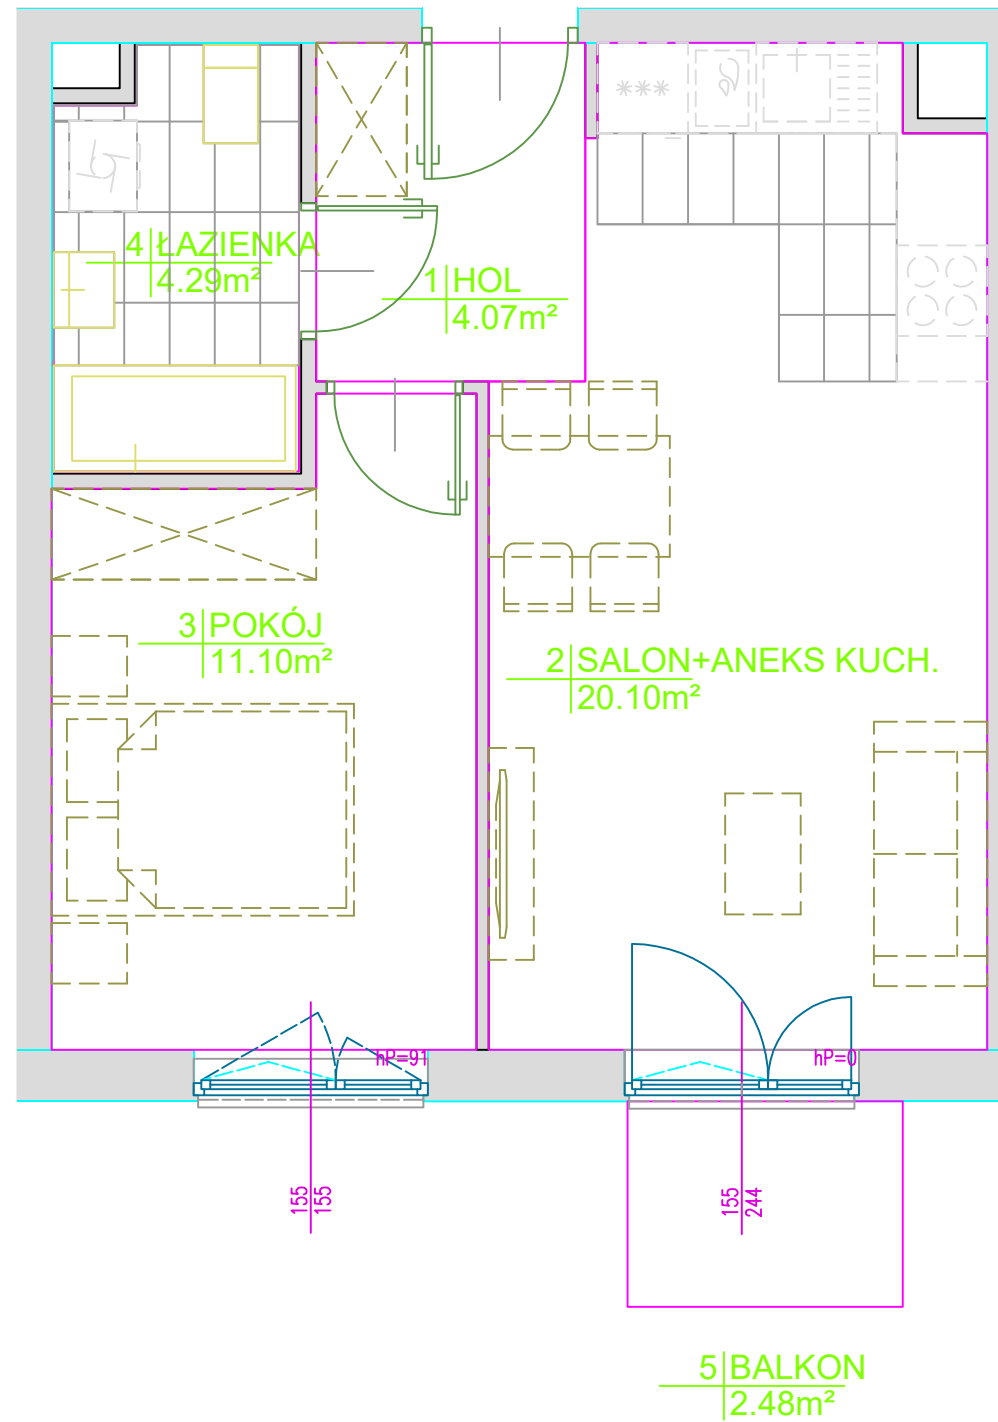 4 ŁAZIENKA
4.29m²
1 HOL
4.07m²
3 POKÓJ
11.10m²
2 SALON+ANEKS KUCH.
20.10m²
hP=91
hP=0
155
155
155
244
5 BALKON
2.48m²